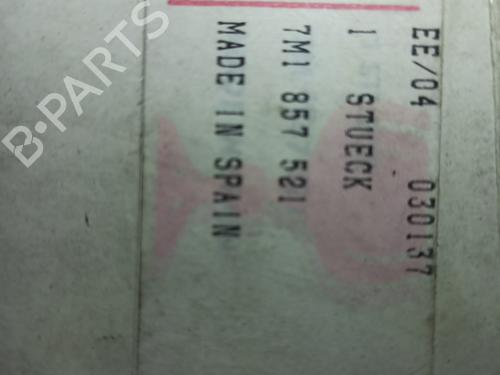 EE/04 030137
1 STUECK
7M1 857 521
MADE IN SPAIN
B-PARTS